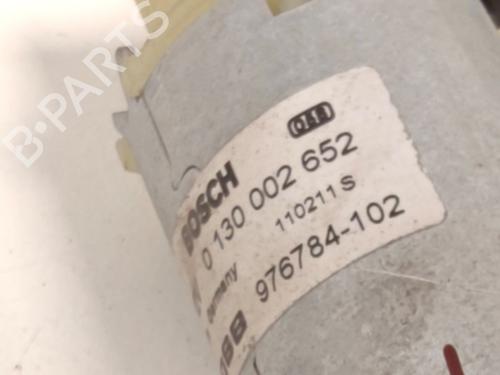 B-PARTS
BOSCH
0 130 002 652
110211 S
Germany
976784-102